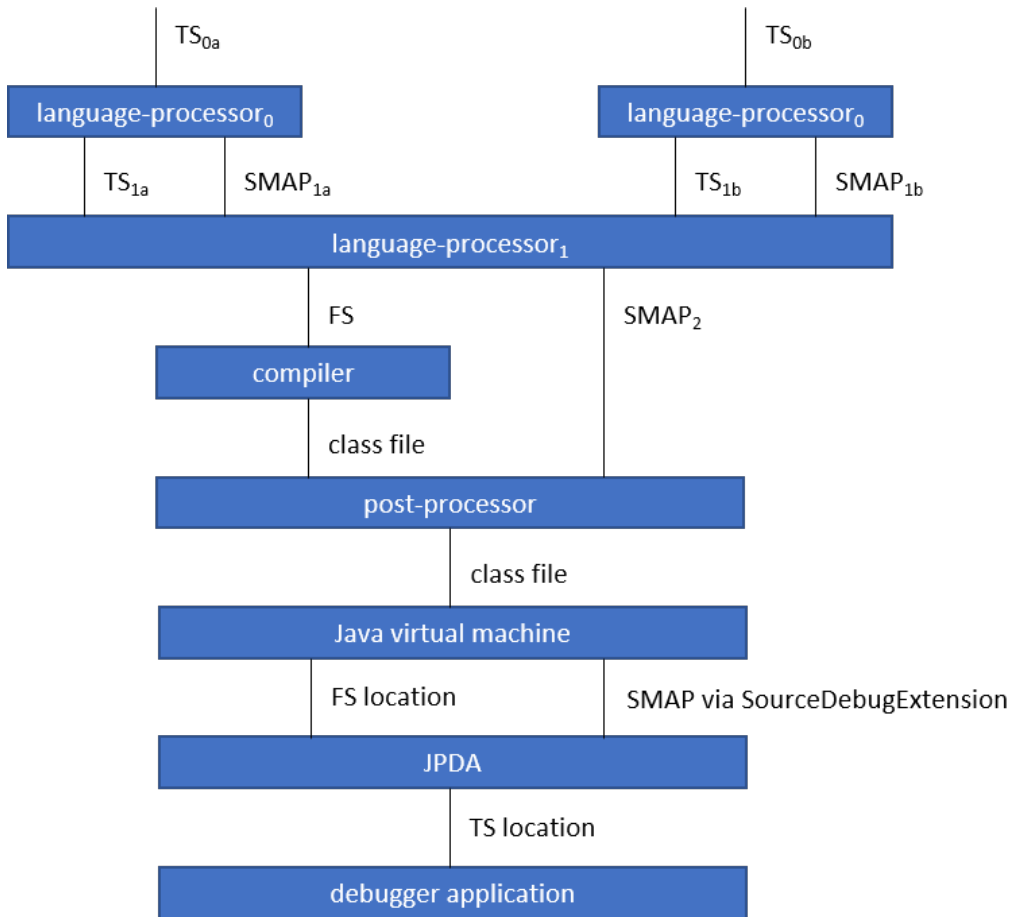 TS₀ₐ
TS₀b
language-processor₀
language-processor₀
TS₁ₐ
SMAP₁ₐ
TS₁b
SMAP₁b
language-processor₁
FS
SMAP₂
compiler
class file
post-processor
class file
Java virtual machine
FS location
SMAP via SourceDebugExtension
JPDA
TS location
debugger application